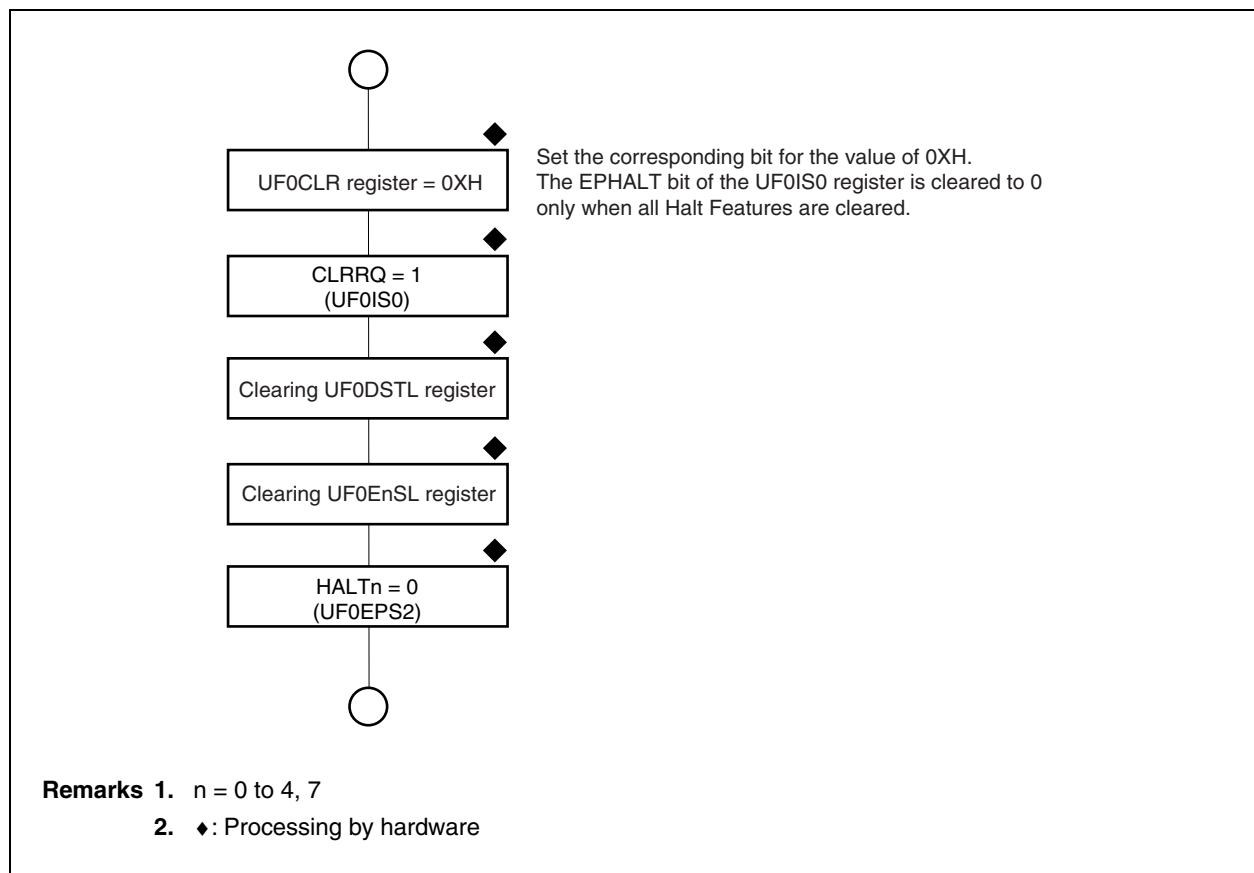 UF0CLR register = 0XH
Set the corresponding bit for the value of 0XH.
The EPHALT bit of the UF0IS0 register is cleared to 0
only when all Halt Features are cleared.
CLRRQ = 1
(UF0IS0)
Clearing UF0DSTL register
Clearing UF0EnSL register
HALTn = 0
(UF0EPS2)
Remarks 1. n = 0 to 4, 7
2. ♦: Processing by hardware